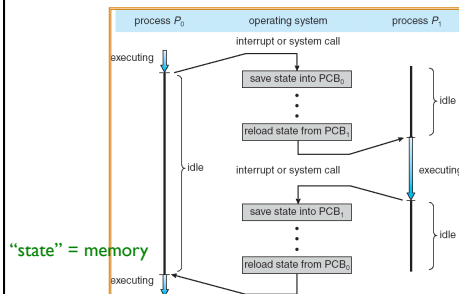 process P0 operating system process P1
interrupt or system call
executing
save state into PCB0
idle
reload state from PCB1
idle
interrupt or system call
executing
save state into PCB1
idle
"state" = memory
reload state from PCB0
executing